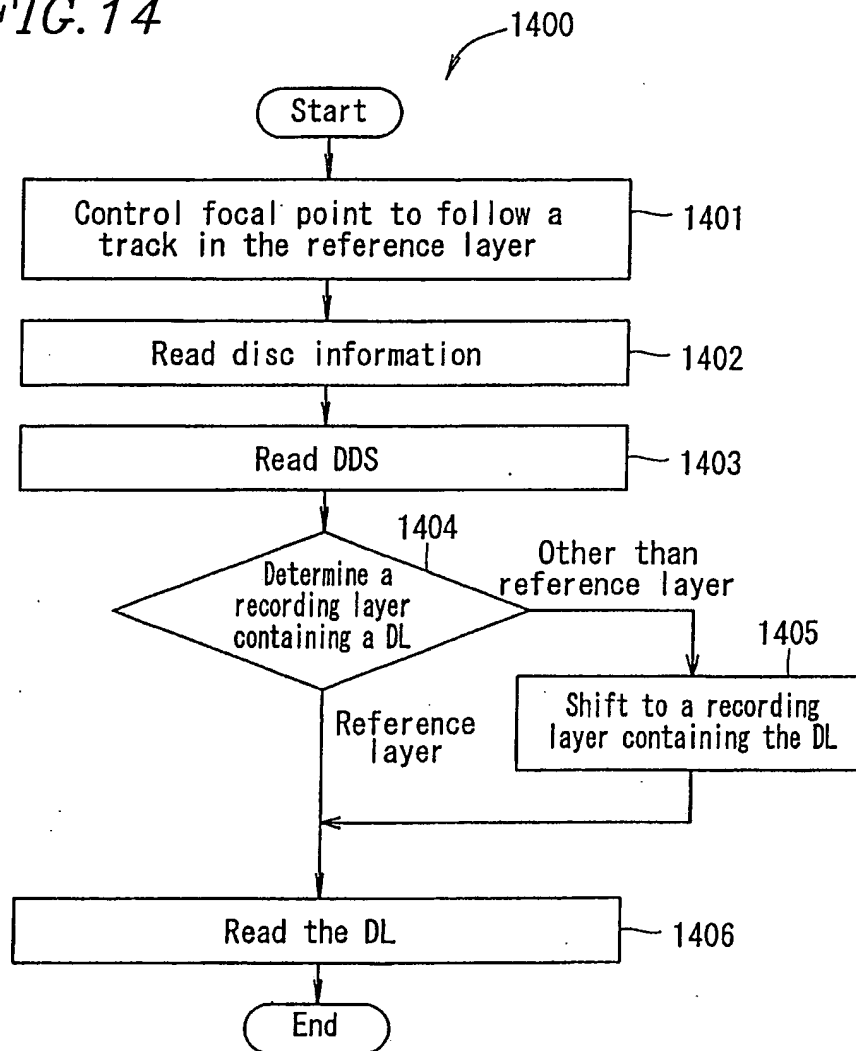 FIG. 14
1400
Start
Control focal point to follow a
track in the reference layer
1401
Read disc information
1402
Read DDS
1403
1404
Determine a
recording layer
containing a DL
Other than
reference layer
1405
Shift to a recording
layer containing the DL
Reference
layer
Read the DL
1406
End